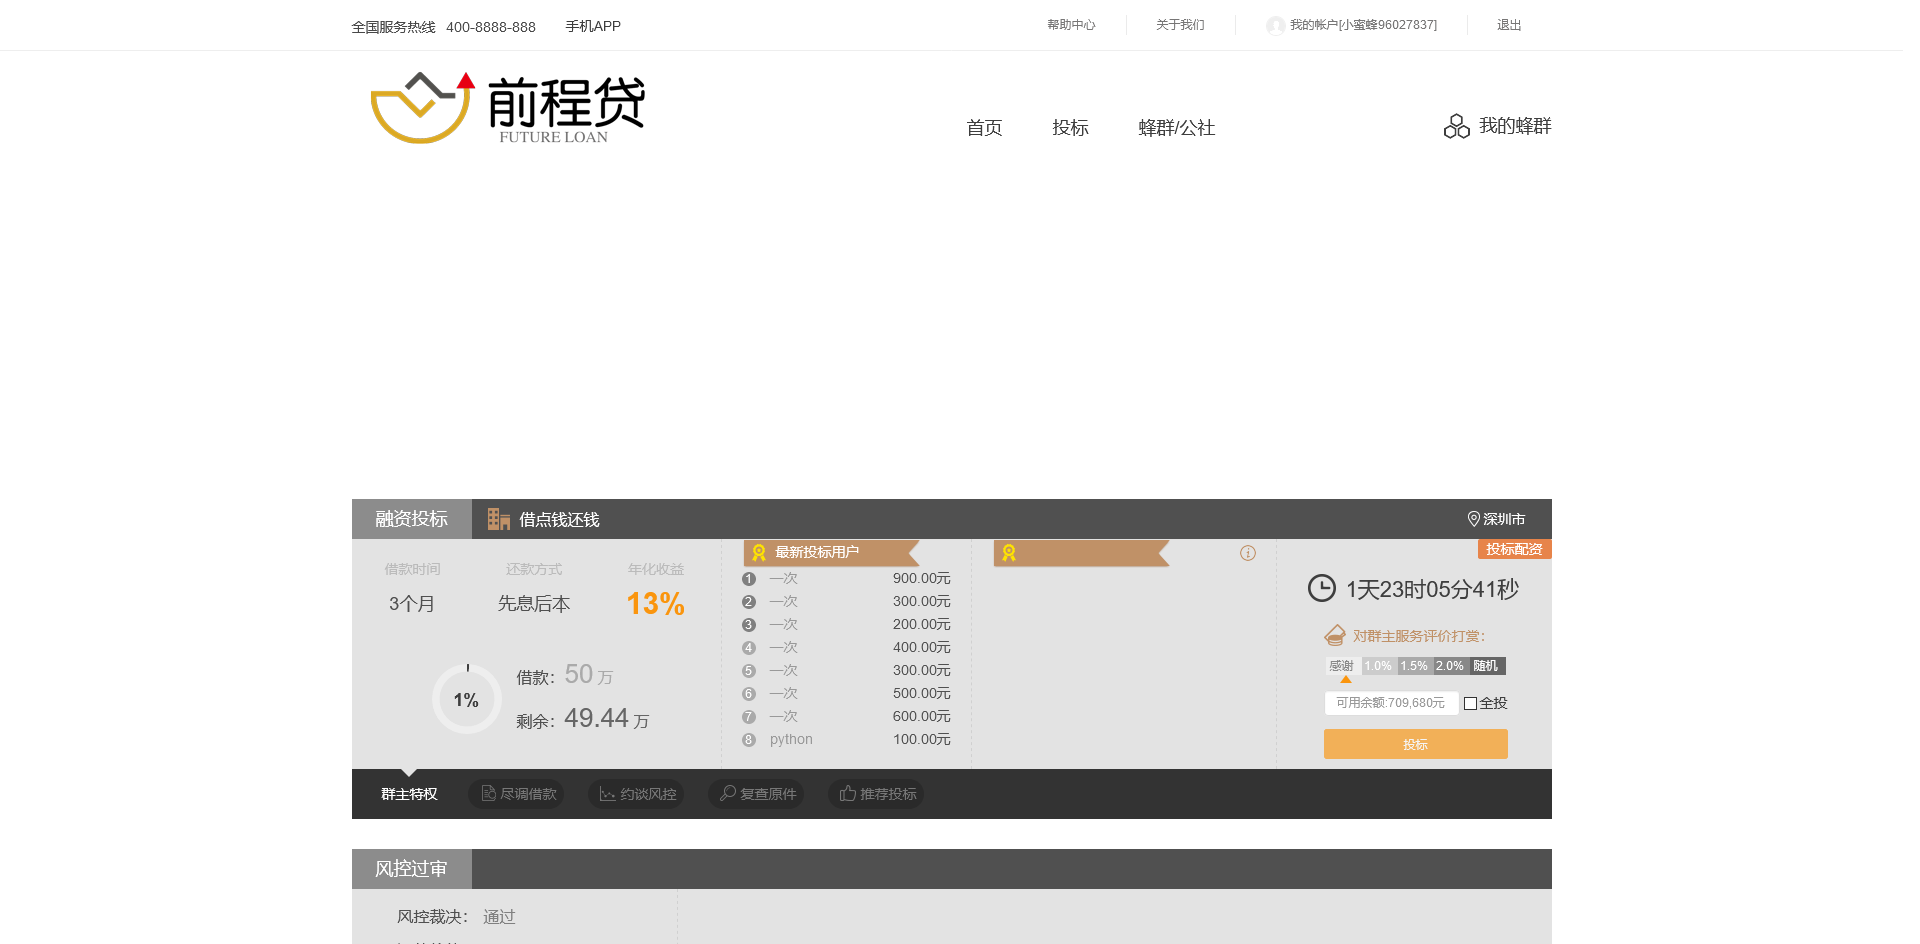 全国服务热线 400-8888-888 手机APP 帮助中心 关于我们 我的帐户[小蜜蜂96027837] 退出
前程贷
FUTURE LOAN
首页 投标 蜂群/公社 我的蜂群
融资投标 借点钱还钱 深圳市
借款时间 还款方式 年化收益
3个月 先息后本 13%
1%
借款: 50 万
剩余: 49.44 万
最新投标用户
1 一次 900.00元
2 一次 300.00元
3 一次 200.00元
4 一次 400.00元
5 一次 300.00元
6 一次 500.00元
7 一次 600.00元
8 python 100.00元
投标配资
1天23时05分41秒
对群主服务评价打赏:
感谢 1.0% 1.5% 2.0% 随机
可用余额:709,680元 全投
投标
群主特权 尽调借款 约谈风控 复查原件 推荐投标
风控过审
风控裁决: 通过